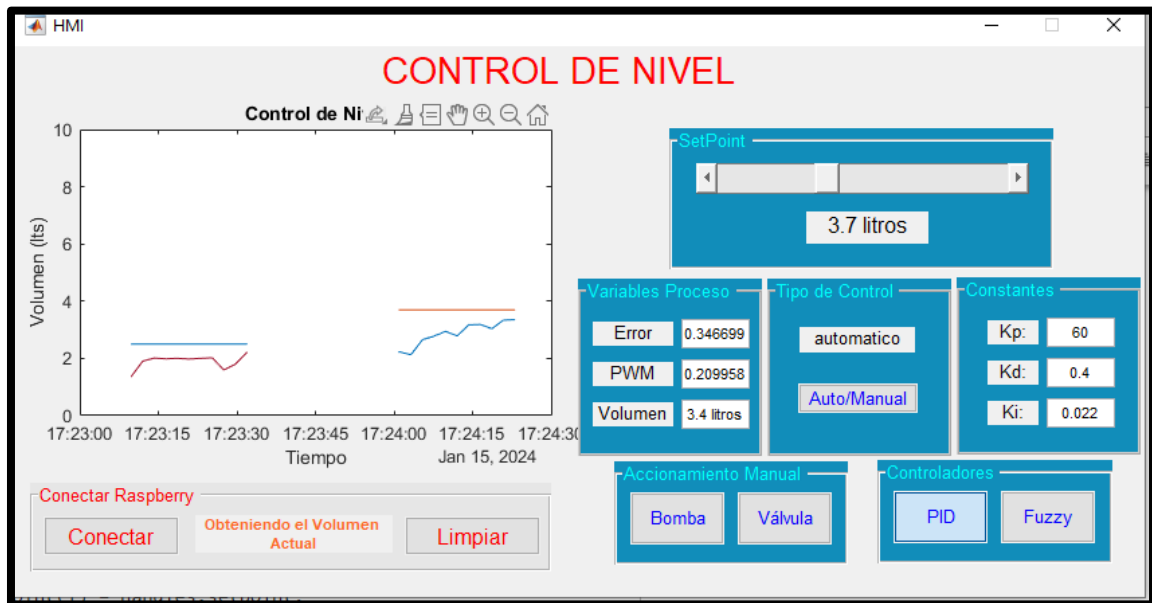 HMI
CONTROL DE NIVEL
Control de Ni
10
8
6
4
2
0
Volumen (lts)
17:23:00 17:23:15 17:23:30 17:23:45 17:24:00 17:24:15 17:24:30
Tiempo
Jan 15, 2024
SetPoint
3.7 litros
Variables Proceso
Error 0.346699
PWM 0.209958
Volumen 3.4 litros
Tipo de Control
automatico
Auto/Manual
Constantes
Kp: 60
Kd: 0.4
Ki: 0.022
Conectar Raspberry
Conectar
Obteniendo el Volumen
Actual
Limpiar
Accionamiento Manual
Bomba Válvula
Controladores
PID Fuzzy